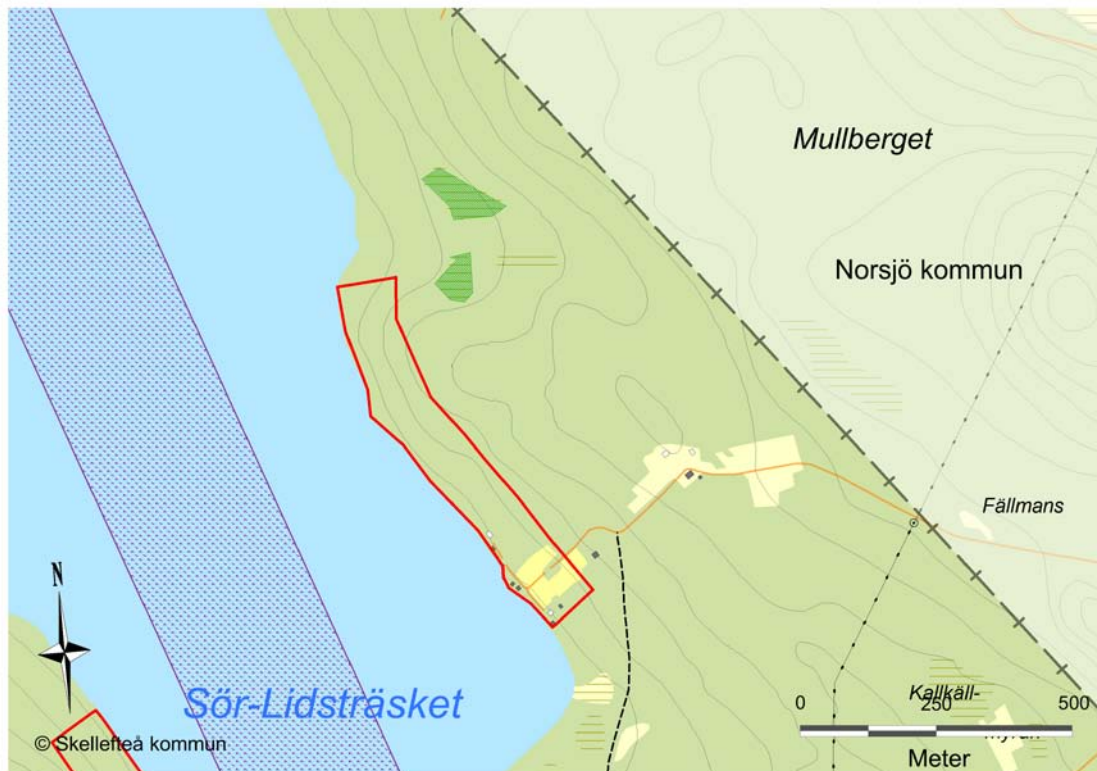 Mullberget
Norsjö kommun
Fällmans
N
Sör-Lidsträsket
Kallkäll-
0 250 500
© Skellefteå kommun
Meter